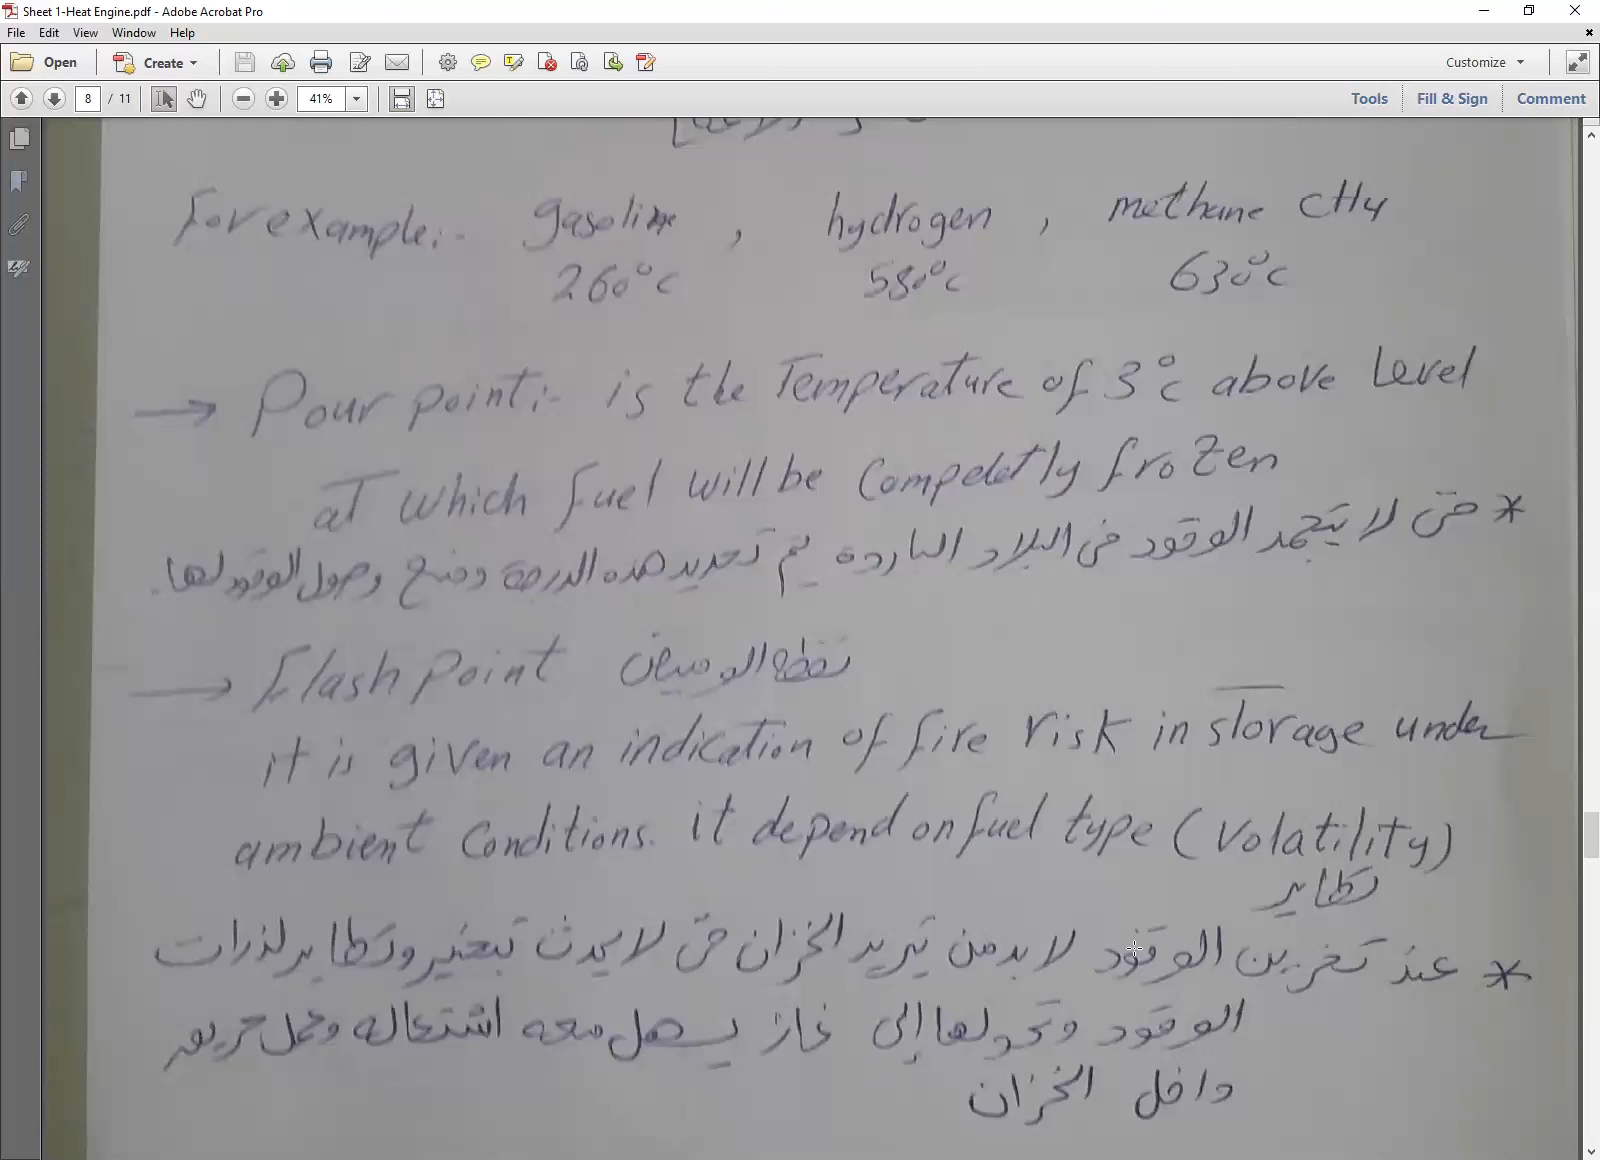 Sheet 1-Heat Engine.pdf - Adobe Acrobat Pro
File Edit View Window Help
Open Create Customize
8 / 11 41% Tools Fill & Sign Comment
For example:- gasoline , hydrogen , methane CH4
260°C 580°C 630°C
→ Pour point:- is the Temperature of 3°C above Level
at which fuel will be Compeletly frozen
* حتى لا يتجمد الوقود فى البلاد الباردة يتم تحديد هذه الدرجة ومنع وصول الوقود لها.
→ Flash point نقطة الوميض
it is given an indication of fire risk in storage under
ambient Conditions. it depend on fuel type (Volatility)
تطاير
* عند تخزين الوقود لا بد من تبريد الخزان حتى لا يحدث تبخير وتطاير لذرات
الوقود وتحولها إلى غاز يسهل معه اشتعاله وعمل حريق
داخل الخزان